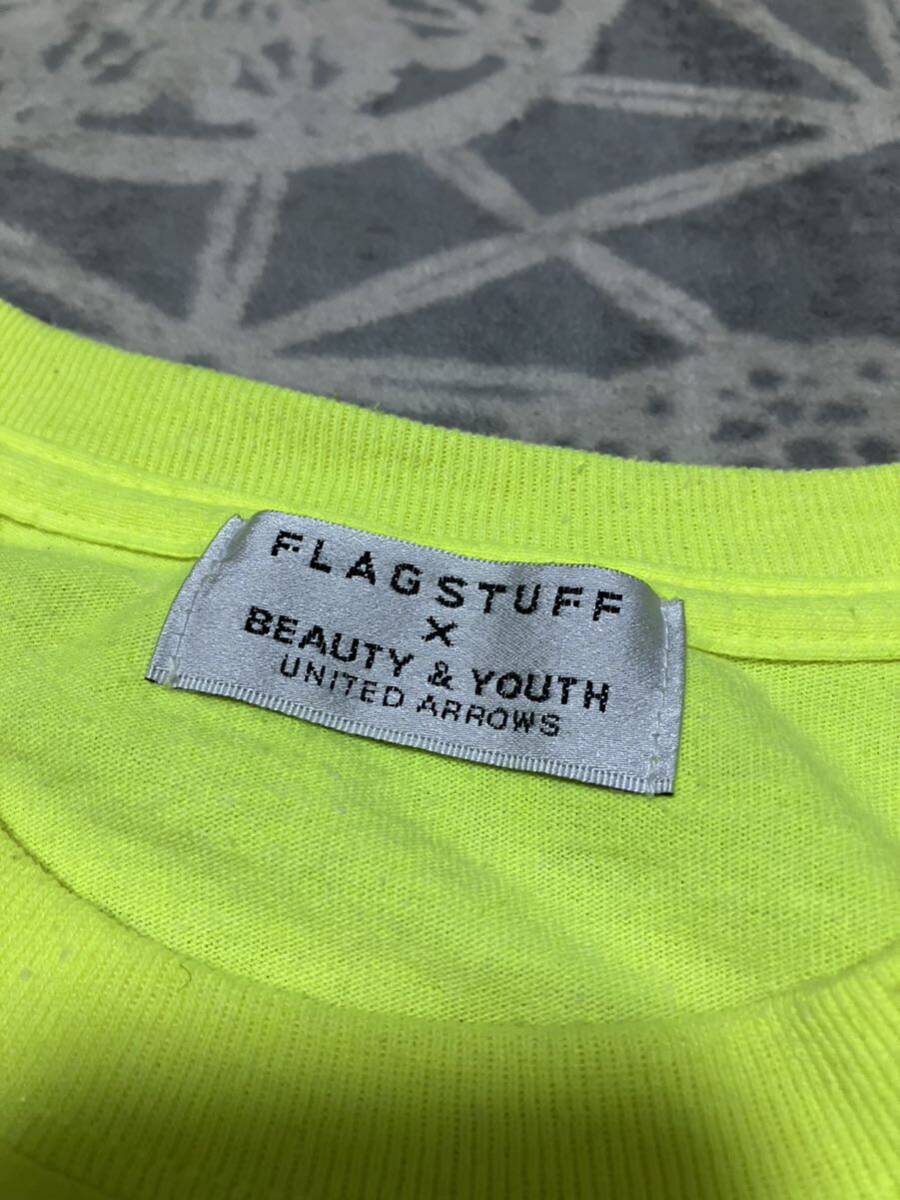 FLAGSTUFF
X
BEAUTY & YOUTH
UNITED ARROWS